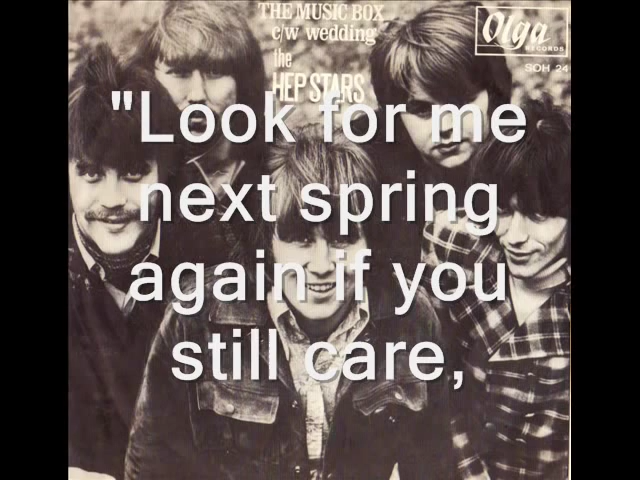 THE MUSIC BOX
c/w wedding
the
HEP STARS
Olga
RECORDS
SOH 24
"Look for me
next spring
again if you
still care,